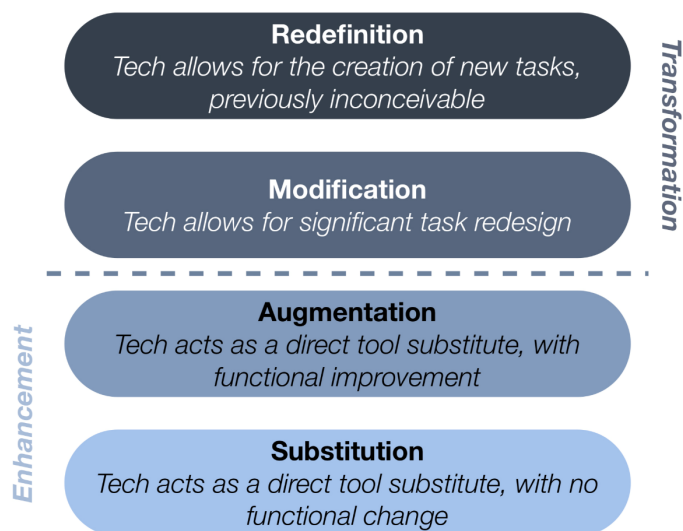 Redefinition
Tech allows for the creation of new tasks,
previously inconceivable
Transformation
Modification
Tech allows for significant task redesign
Augmentation
Tech acts as a direct tool substitute, with
functional improvement
Enhancement
Substitution
Tech acts as a direct tool substitute, with no
functional change